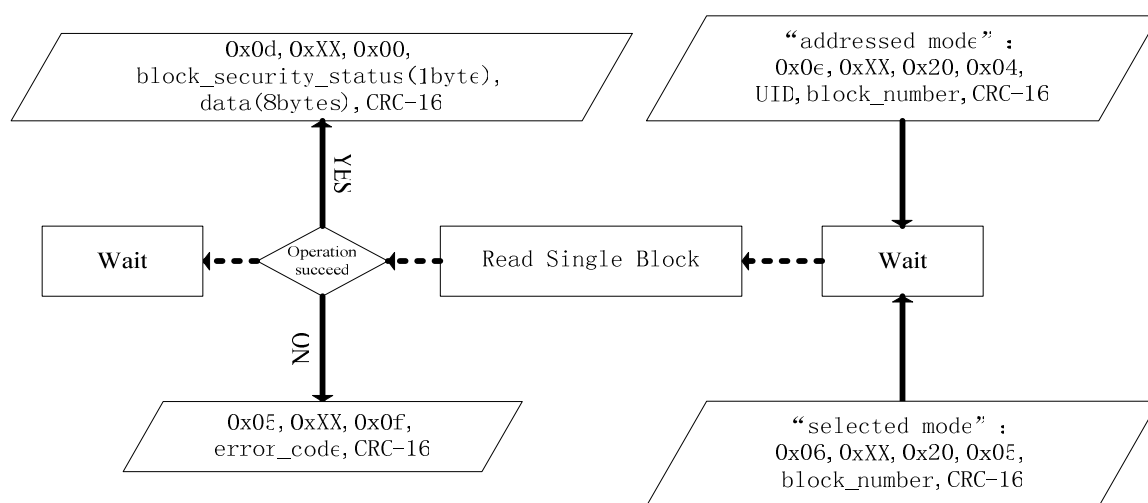 0x0d, 0xXX, 0x00,
block_security_status(1byte),
data(8bytes), CRC-16
“addressed mode”:
0x0e, 0xXX, 0x20, 0x04,
UID, block_number, CRC-16
YES
Wait
Operation
succeed
Read Single Block
Wait
ON
0x05, 0xXX, 0x0f,
error_code, CRC-16
“selected mode”:
0x06, 0xXX, 0x20, 0x05,
block_number, CRC-16